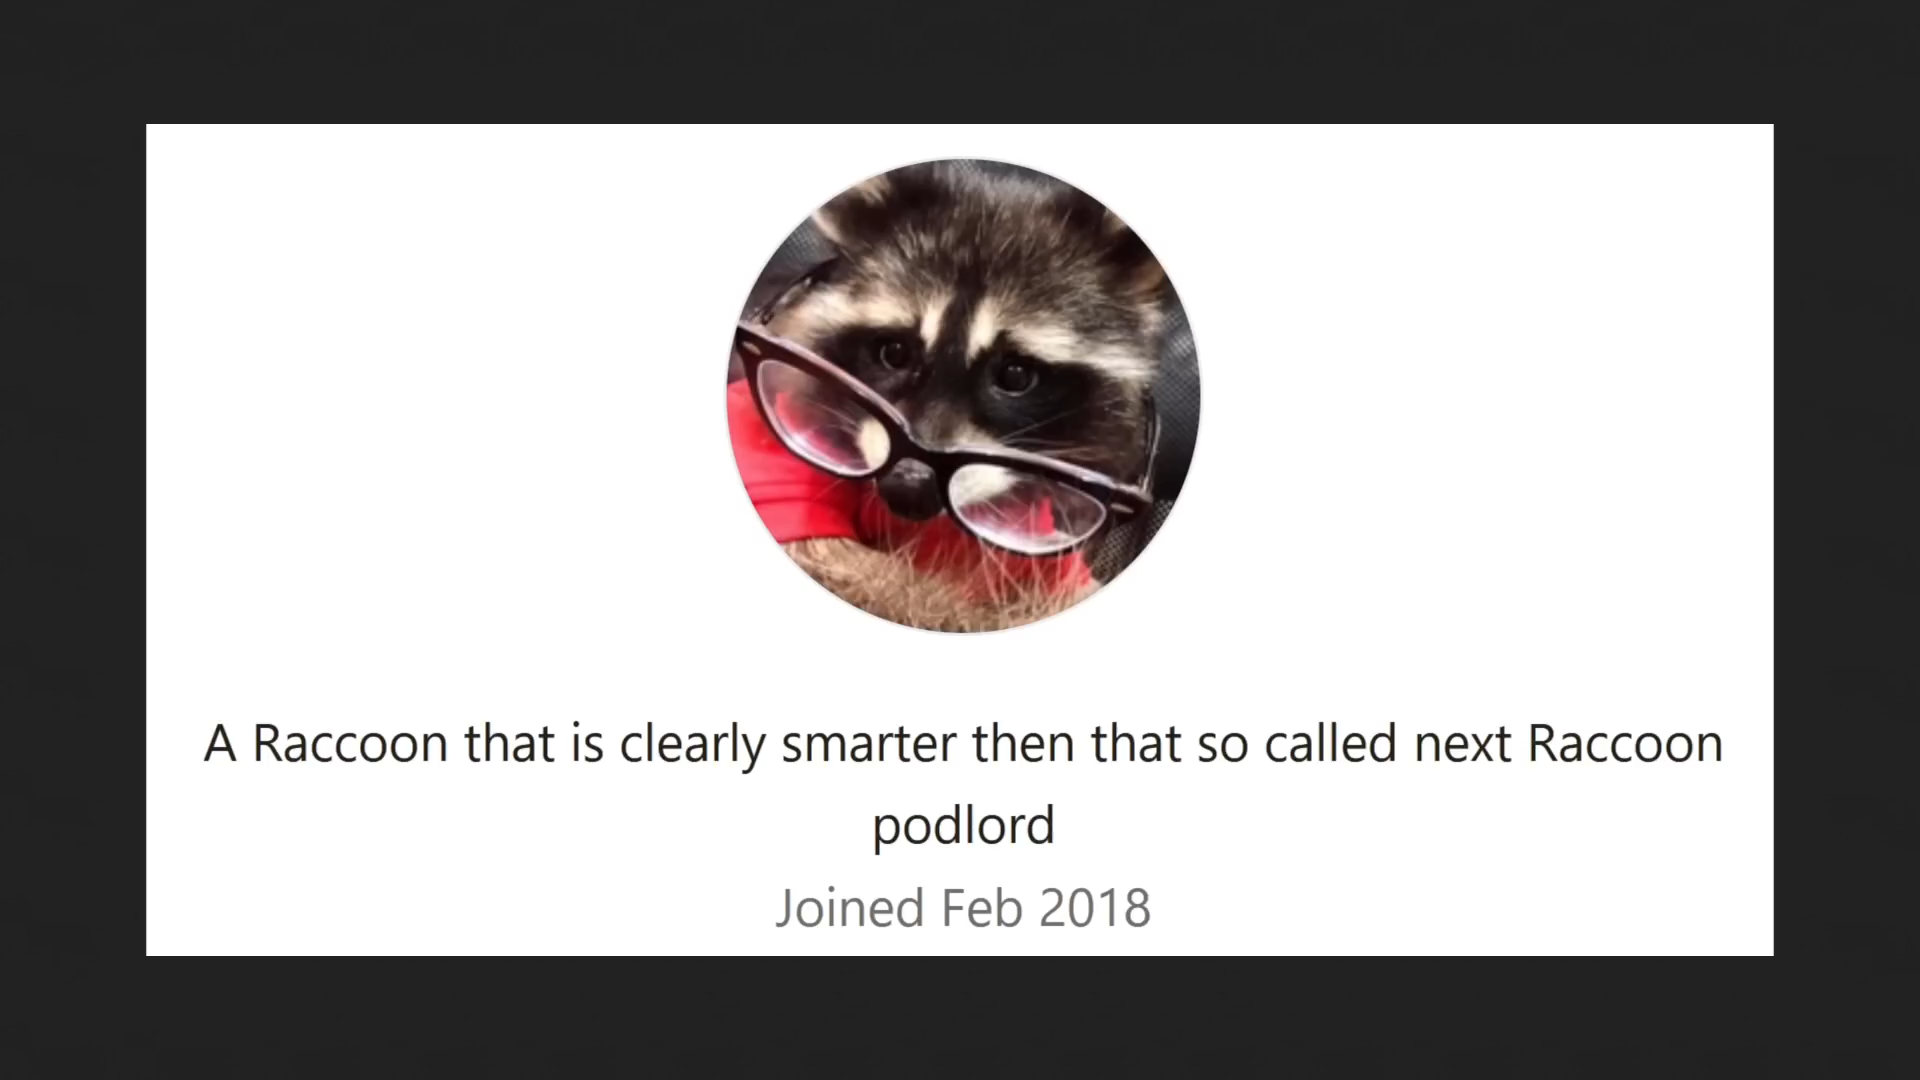 A Raccoon that is clearly smarter then that so called next Raccoon
podlord
Joined Feb 2018